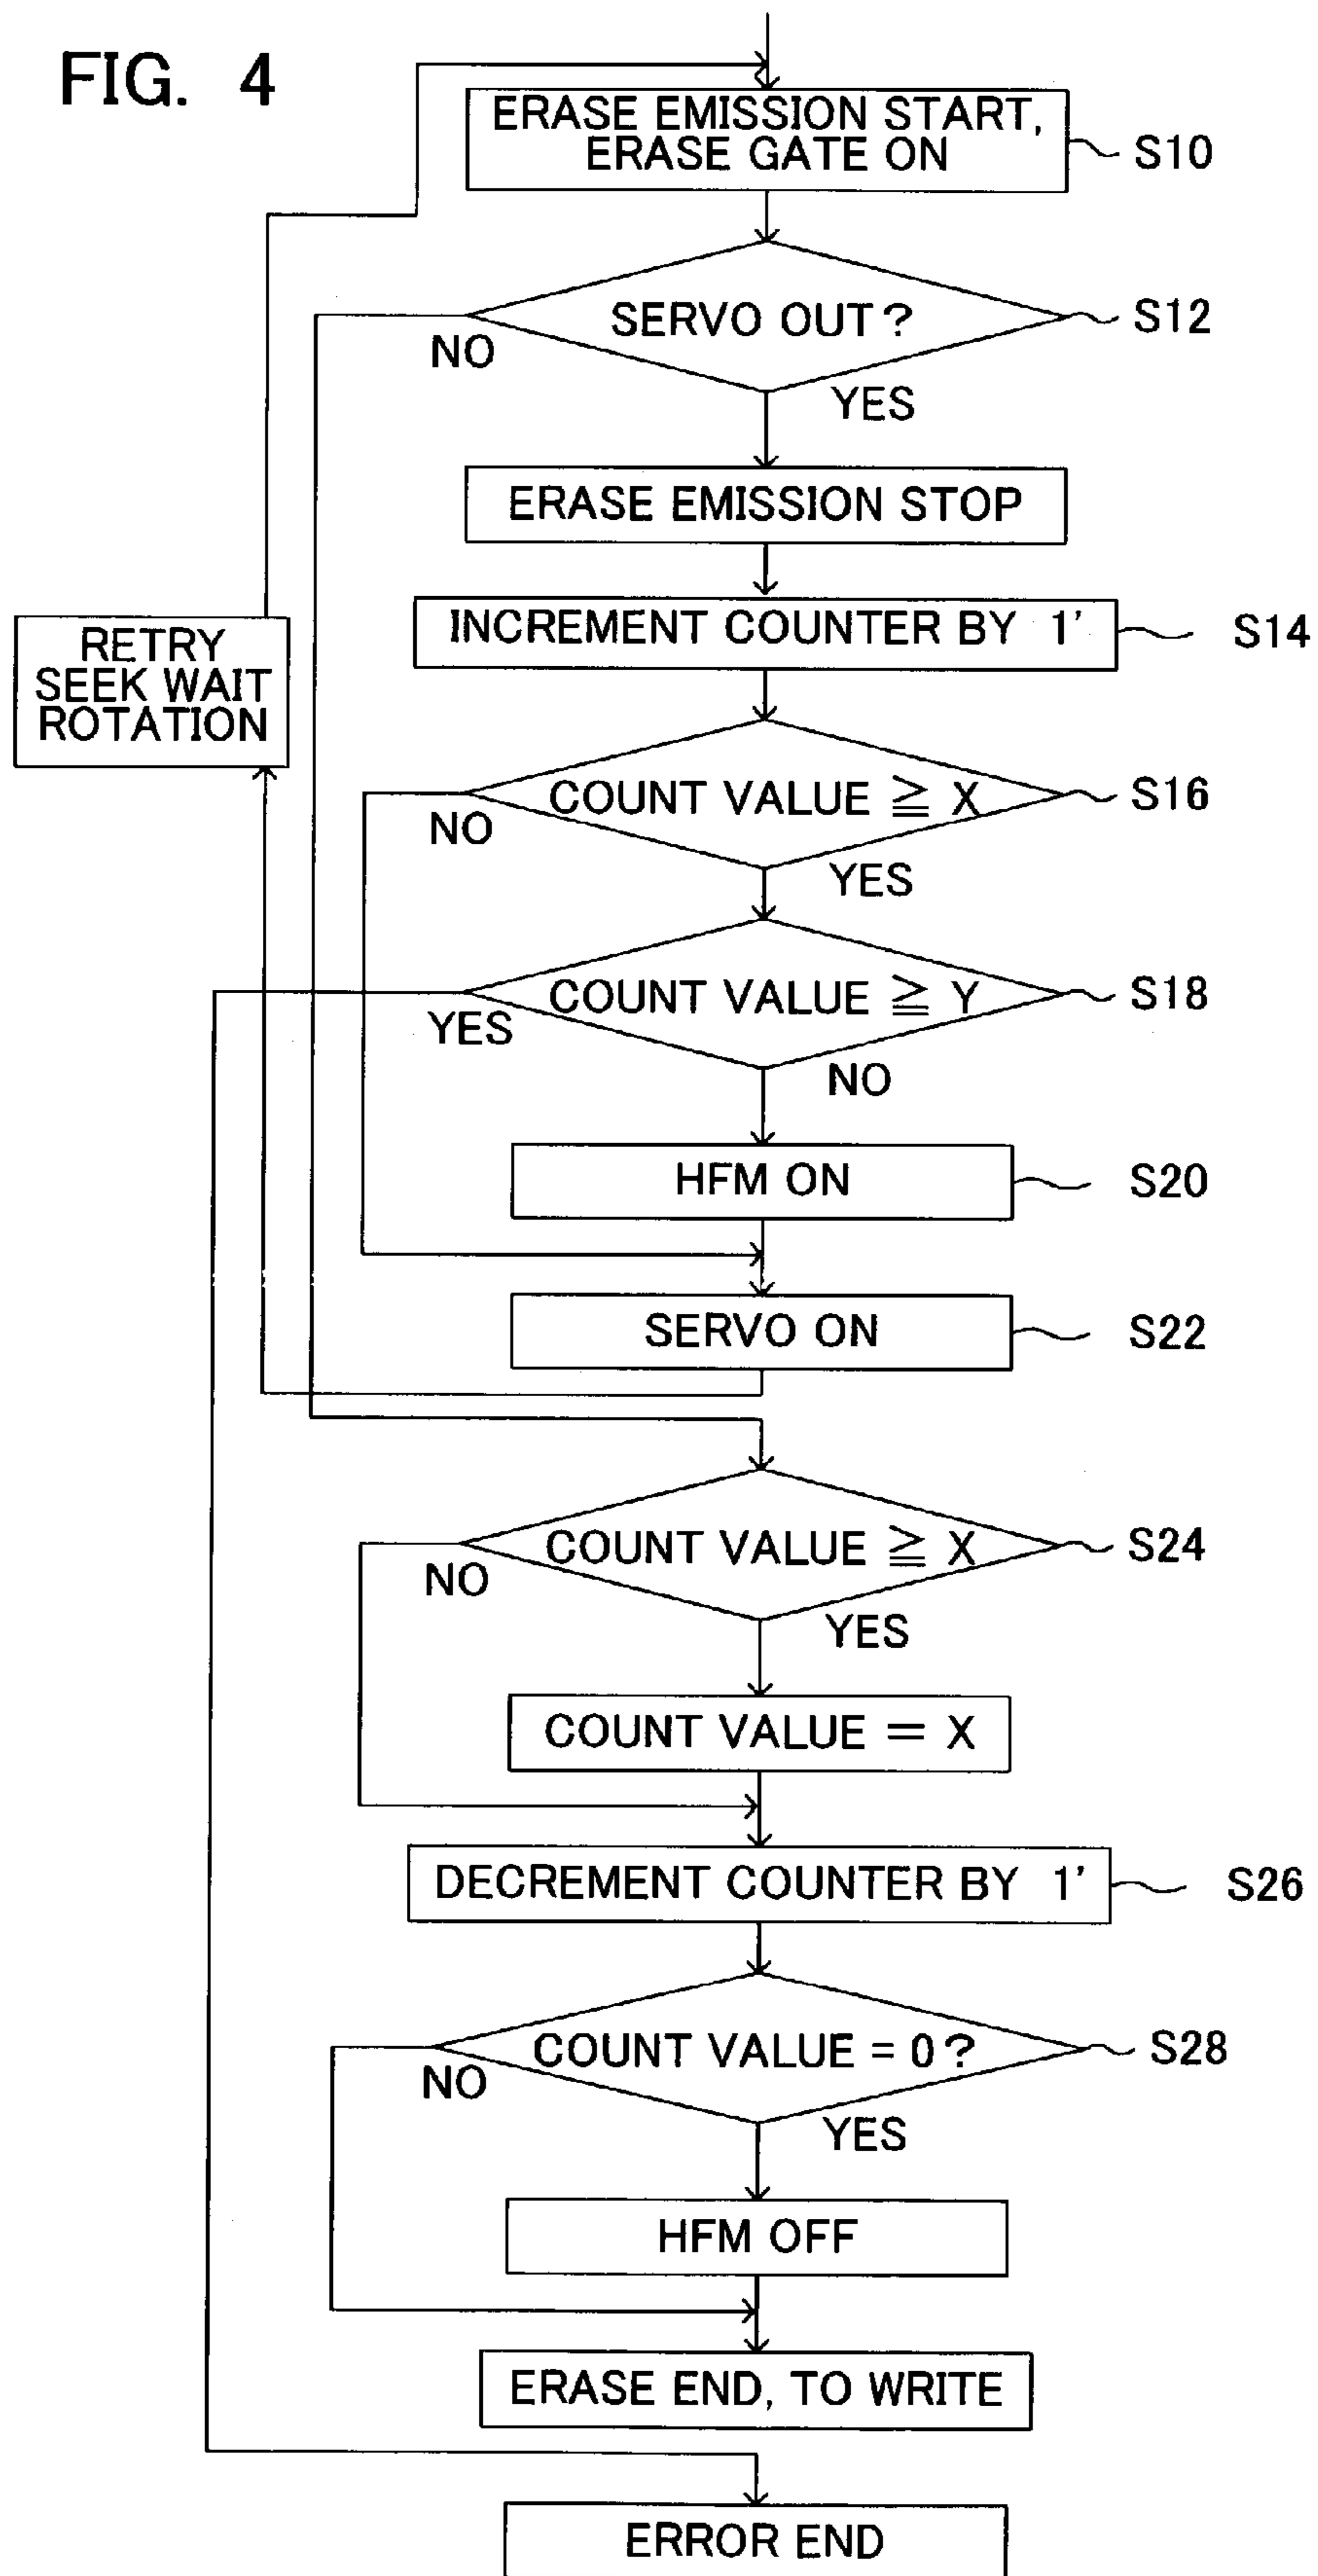 FIG. 4
ERASE EMISSION START,
ERASE GATE ON
S10
SERVO OUT?
S12
NO
YES
ERASE EMISSION STOP
INCREMENT COUNTER BY 1'
S14
RETRY
SEEK WAIT
ROTATION
COUNT VALUE ≧ X
S16
NO
YES
COUNT VALUE ≧ Y
S18
YES
NO
HFM ON
S20
SERVO ON
S22
COUNT VALUE ≧ X
S24
NO
YES
COUNT VALUE = X
DECREMENT COUNTER BY 1'
S26
COUNT VALUE = 0?
S28
NO
YES
HFM OFF
ERASE END, TO WRITE
ERROR END